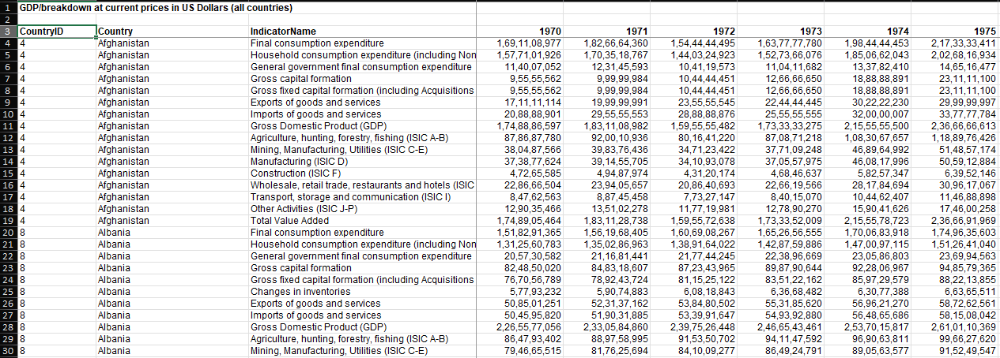 1 GDP/breakdown at current prices in US Dollars (all countries)
2
3 CountryID Country IndicatorName 1970 1971 1972 1973 1974 1975
4 4 Afghanistan Final consumption expenditure 1,69,11,08,977 1,82,66,64,360 1,54,44,44,495 1,63,77,77,780 1,98,44,44,453 2,17,33,33,411
5 4 Afghanistan Household consumption expenditure (including Non 1,57,71,01,926 1,70,35,18,767 1,44,03,24,923 1,52,73,66,076 1,85,06,62,043 2,02,68,16,934
6 4 Afghanistan General government final consumption expenditure 11,40,07,052 12,31,45,593 10,41,19,573 11,04,11,682 13,37,82,410 14,65,16,477
7 4 Afghanistan Gross capital formation 9,55,55,562 9,99,99,984 10,44,44,451 12,66,66,650 18,88,88,891 23,11,11,100
8 4 Afghanistan Gross fixed capital formation (including Acquisitions 9,55,55,562 9,99,99,984 10,44,44,451 12,66,66,650 18,88,88,891 23,11,11,100
9 4 Afghanistan Exports of goods and services 17,11,11,114 19,99,99,991 23,55,55,545 22,44,44,445 30,22,22,230 29,99,99,997
10 4 Afghanistan Imports of goods and services 20,88,88,901 29,55,55,553 28,88,88,876 25,55,55,555 32,00,00,007 33,77,77,784
11 4 Afghanistan Gross Domestic Product (GDP) 1,74,88,86,597 1,83,11,08,982 1,59,55,55,482 1,73,33,33,275 2,15,55,55,500 2,36,66,66,613
12 4 Afghanistan Agriculture, hunting, forestry, fishing (ISIC A-B) 87,86,87,780 92,00,10,936 80,16,41,220 87,08,71,218 1,08,30,67,657 1,18,89,76,426
13 4 Afghanistan Mining, Manufacturing, Utilities (ISIC C-E) 38,04,87,566 39,83,76,436 34,71,23,422 37,71,09,248 46,89,64,992 51,48,57,174
14 4 Afghanistan Manufacturing (ISIC D) 37,38,77,624 39,14,55,705 34,10,93,078 37,05,57,975 46,08,17,996 50,59,12,884
15 4 Afghanistan Construction (ISIC F) 4,72,65,585 4,94,87,974 4,31,20,174 4,68,46,637 5,82,57,347 6,39,52,146
16 4 Afghanistan Wholesale, retail trade, restaurants and hotels (ISIC 22,86,66,504 23,94,05,657 20,86,40,693 22,66,19,566 28,17,84,694 30,96,17,067
17 4 Afghanistan Transport, storage and communication (ISIC I) 8,47,62,563 8,87,45,458 7,73,27,147 8,40,15,070 10,44,62,407 11,46,88,898
18 4 Afghanistan Other Activities (ISIC J-P) 12,90,35,466 13,51,02,278 11,77,19,981 12,78,90,270 15,90,41,626 17,46,00,258
19 4 Afghanistan Total Value Added 1,74,89,05,464 1,83,11,28,738 1,59,55,72,638 1,73,33,52,009 2,15,55,78,723 2,36,66,91,969
20 8 Albania Final consumption expenditure 1,51,82,91,365 1,56,19,68,405 1,60,69,08,267 1,65,26,56,555 1,70,06,83,918 1,74,96,35,603
21 8 Albania Household consumption expenditure (including Non 1,31,25,60,783 1,35,02,86,963 1,38,91,64,022 1,42,87,59,886 1,47,00,97,115 1,51,26,41,040
22 8 Albania General government final consumption expenditure 20,57,30,582 21,16,81,441 21,77,44,245 22,38,96,669 23,05,86,803 23,69,94,563
23 8 Albania Gross capital formation 82,48,50,020 84,83,18,607 87,23,43,965 89,87,90,644 92,28,06,967 94,85,79,365
24 8 Albania Gross fixed capital formation (including Acquisitions 76,70,56,789 78,92,43,724 81,15,25,122 83,51,22,162 85,97,29,579 88,22,13,855
25 8 Albania Changes in inventories 5,77,93,232 5,90,74,883 6,08,18,843 6,36,68,482 6,30,77,388 6,63,65,511
26 8 Albania Exports of goods and services 50,85,01,251 52,31,37,162 53,84,80,502 55,31,85,620 56,96,21,270 58,72,62,561
27 8 Albania Imports of goods and services 50,45,95,820 51,90,31,885 53,39,91,647 54,93,92,880 56,48,65,686 58,15,08,042
28 8 Albania Gross Domestic Product (GDP) 2,26,55,77,056 2,33,05,84,860 2,39,75,26,448 2,46,65,43,461 2,53,70,15,817 2,61,01,10,369
29 8 Albania Agriculture, hunting, forestry, fishing (ISIC A-B) 86,47,93,402 88,97,58,995 91,53,50,702 94,11,47,592 96,90,63,811 99,66,27,620
30 8 Albania Mining, Manufacturing, Utilities (ISIC C-E) 79,46,65,515 81,76,25,694 84,10,09,277 86,49,24,791 89,05,63,577 91,52,49,547